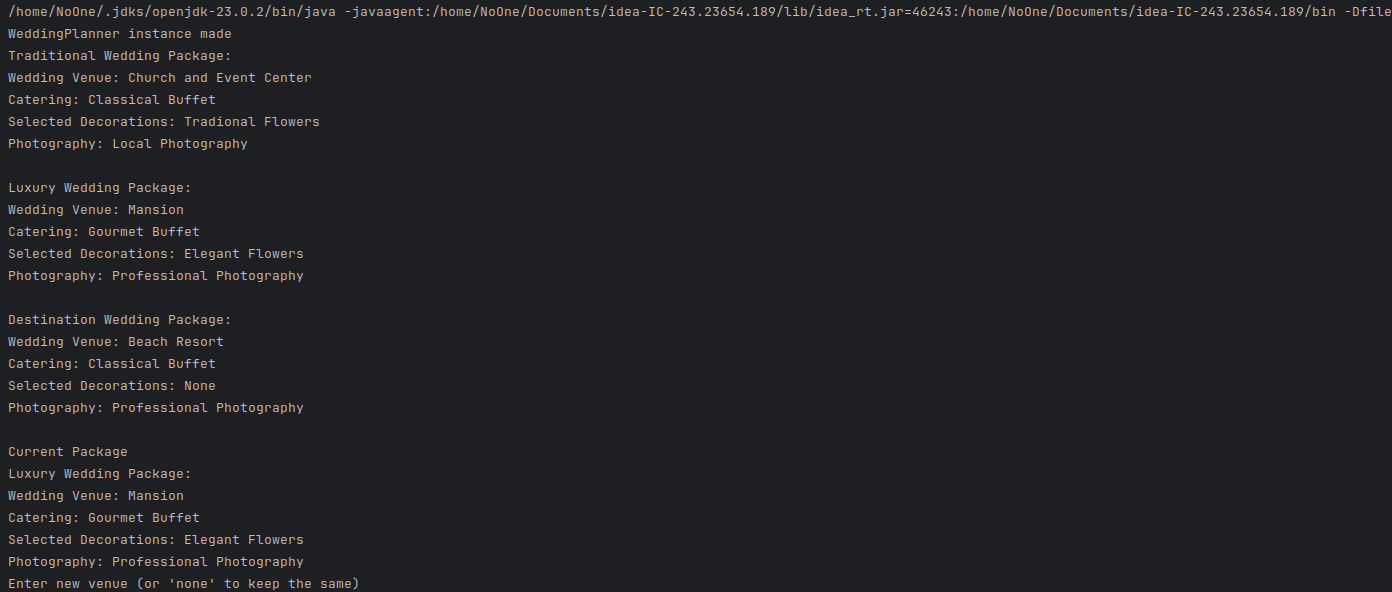 /home/NoOne/.jdks/openjdk-23.0.2/bin/java -javaagent:/home/NoOne/Documents/idea-IC-243.23654.189/lib/idea_rt.jar=46243:/home/NoOne/Documents/idea-IC-243.23654.189/bin -Dfile
WeddingPlanner instance made
Traditional Wedding Package:
Wedding Venue: Church and Event Center
Catering: Classical Buffet
Selected Decorations: Tradional Flowers
Photography: Local Photography
Luxury Wedding Package:
Wedding Venue: Mansion
Catering: Gourmet Buffet
Selected Decorations: Elegant Flowers
Photography: Professional Photography
Destination Wedding Package:
Wedding Venue: Beach Resort
Catering: Classical Buffet
Selected Decorations: None
Photography: Professional Photography
Current Package
Luxury Wedding Package:
Wedding Venue: Mansion
Catering: Gourmet Buffet
Selected Decorations: Elegant Flowers
Photography: Professional Photography
Enter new venue (or 'none' to keep the same)